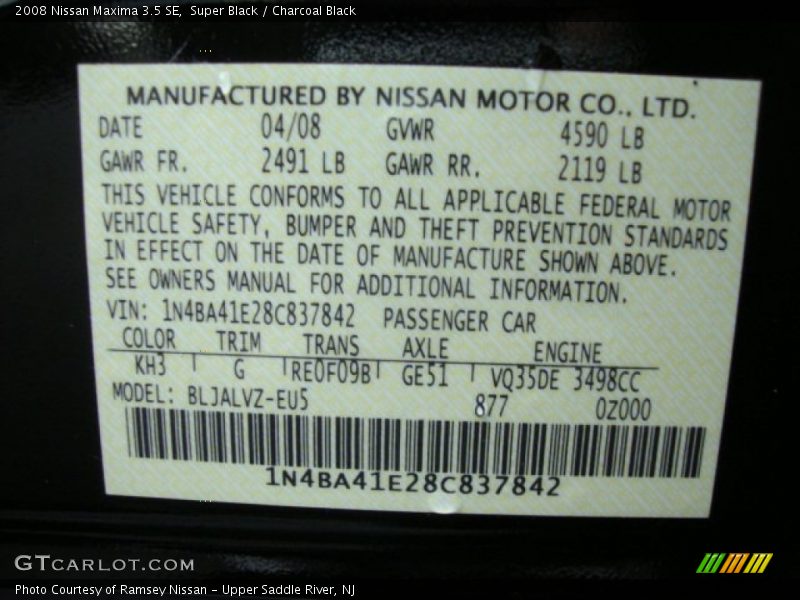 2008 Nissan Maxima 3.5 SE, Super Black / Charcoal Black
MANUFACTURED BY NISSAN MOTOR CO., LTD.
DATE 04/08 GVWR 4590 LB
GAWR FR. 2491 LB GAWR RR. 2119 LB
THIS VEHICLE CONFORMS TO ALL APPLICABLE FEDERAL MOTOR
VEHICLE SAFETY, BUMPER AND THEFT PREVENTION STANDARDS
IN EFFECT ON THE DATE OF MANUFACTURE SHOWN ABOVE.
SEE OWNERS MANUAL FOR ADDITIONAL INFORMATION.
VIN: 1N4BA41E28C837842 PASSENGER CAR
COLOR TRIM TRANS AXLE ENGINE
KH3 G RE0F09B GE51 VQ35DE 3498CC
MODEL: BLJALVZ-EU5 877 0Z000
1N4BA41E28C837842
GTCARLOT.COM
Photo Courtesy of Ramsey Nissan - Upper Saddle River, NJ